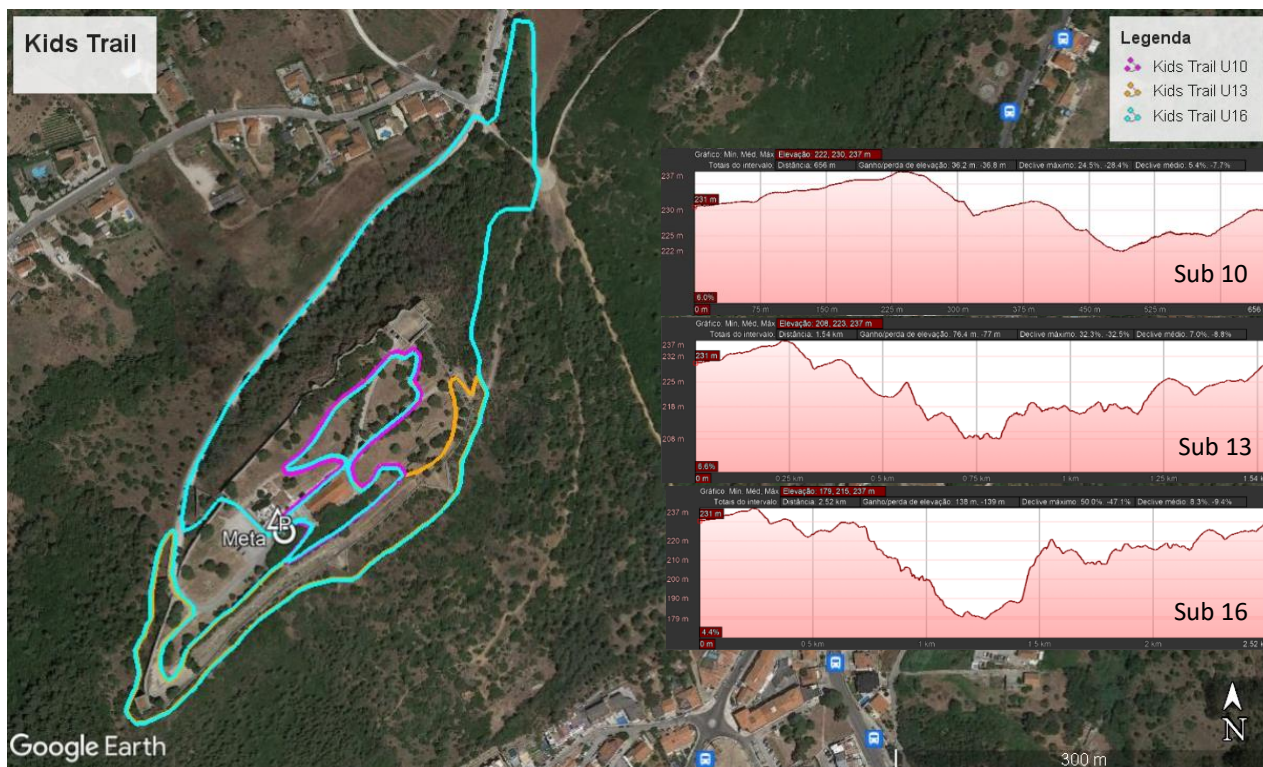 Kids Trail
Legenda
Kids Trail U10
Kids Trail U13
Kids Trail U16
Gráfico: Mín, Méd, Máx Elevação: 222, 230, 237 m
Totais do intervalo: Distância: 656 m Ganho/perda de elevação: 36.2 m, -36.8 m Declive máximo: 24.5%, -28.4% Declive médio: 5.4%, -7.7%
237 m
231 m
230 m
225 m
222 m
Sub 10
6.0%
0 m 75 m 150 m 225 m 300 m 375 m 450 m 525 m 656
Gráfico: Mín, Méd, Máx Elevação: 208, 223, 237 m
Totais do intervalo: Distância: 1,54 km Ganho/perda de elevação: 76.4 m, -77 m Declive máximo: 32.3%, -32.5% Declive médio: 7.0%, -8.8%
237 m
232 m
231 m
225 m
218 m
208 m
Sub 13
5.6%
0 m 0.25 km 0.5 km 0.75 km 1 km 1.25 km 1.54 k
Gráfico: Mín, Méd, Máx Elevação: 179, 215, 237 m
Totais do intervalo: Distância: 2.52 km Ganho/perda de elevação: 138 m, -139 m Declive máximo: 50.0%, -47.1% Declive médio: 8.3%, -9.4%
237 m
231 m
220 m
210 m
200 m
190 m
179 m
Sub 16
4.4%
0 m 0.5 km 1 km 1.5 km 2 km 2.52 k
P
Meta
N
Google Earth
300 m